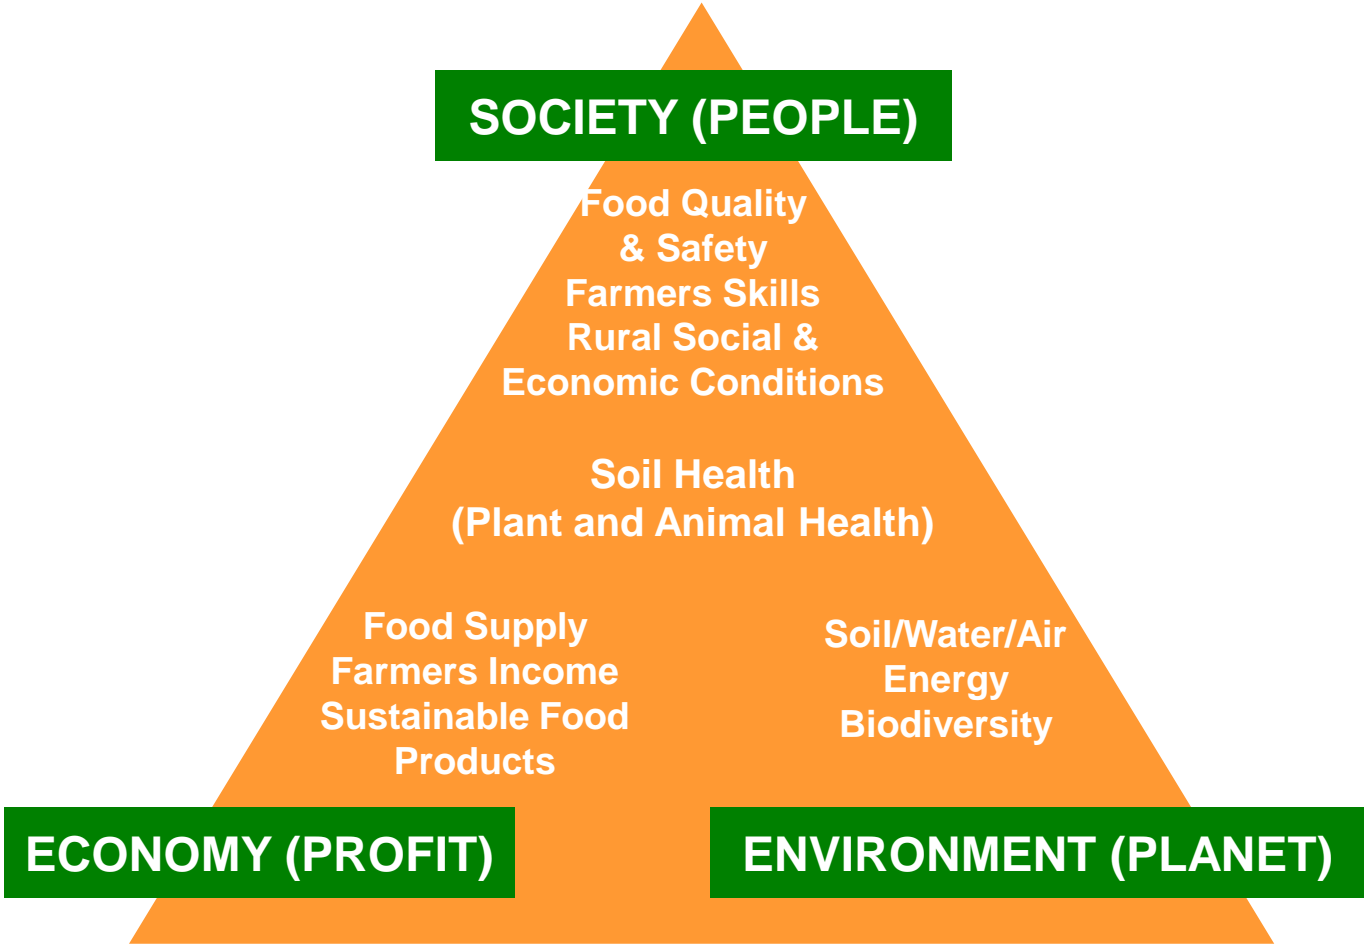 SOCIETY (PEOPLE)
Food Quality
& Safety
Farmers Skills
Rural Social &
Economic Conditions
Soil Health
(Plant and Animal Health)
Food Supply
Farmers Income
Sustainable Food
Products
Soil/Water/Air
Energy
Biodiversity
ECONOMY (PROFIT)
ENVIRONMENT (PLANET)